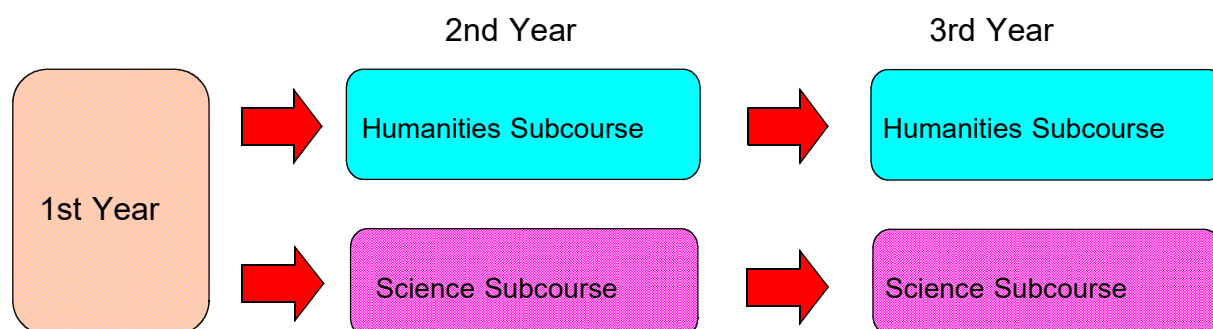 2nd Year
3rd Year
Humanities Subcourse
Humanities Subcourse
1st Year
Science Subcourse
Science Subcourse